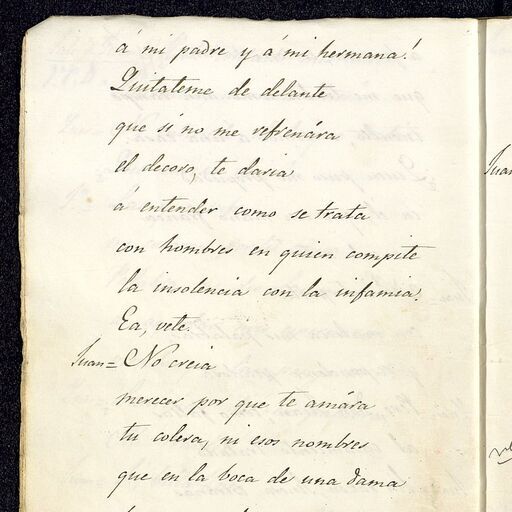 á mi padre y á mi hermana!
Quitateme de delante
que si no me refrenára
el decoro, te daria
á entender como se trata
con hombres en quien compite
la insolencia con la infamia.
Ea, vete.
Juan= No creia
merecer por que te amára
tu colera, ni esos nombres
que en la boca de una dama
Juan